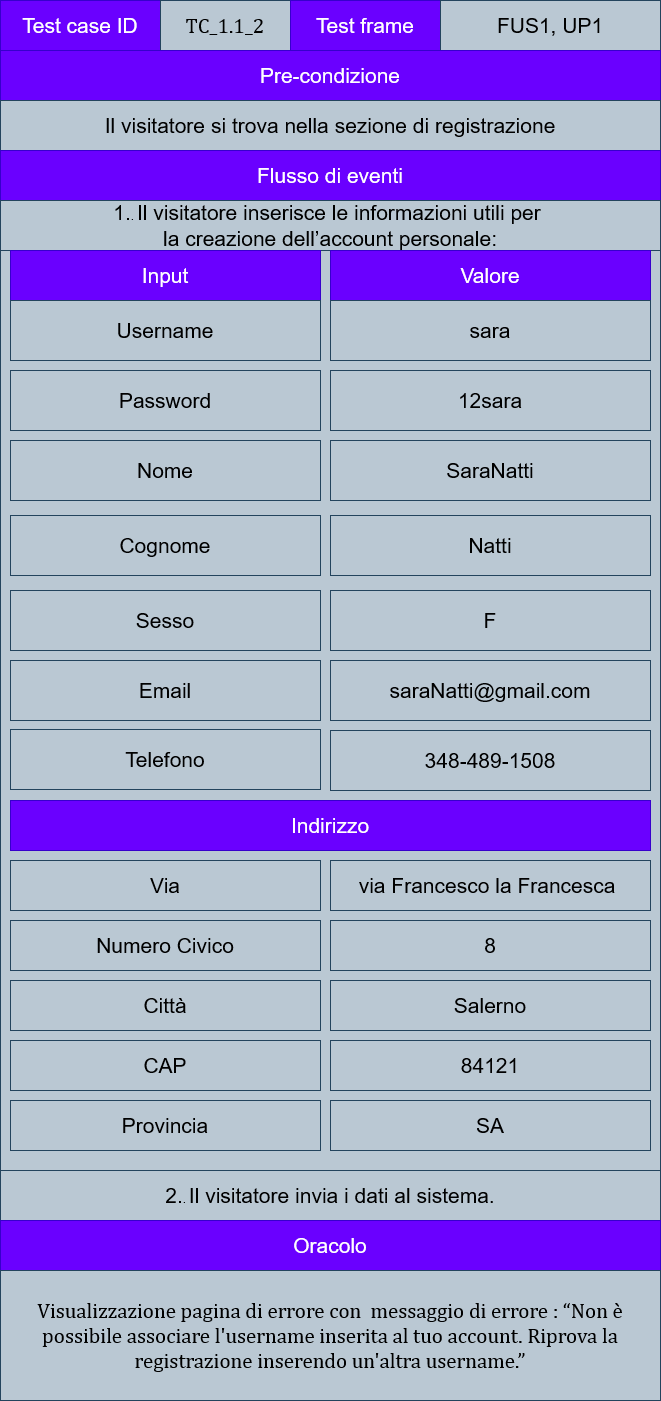 Test case ID TC_1.1_2 Test frame FUS1, UP1
Pre-condizione
Il visitatore si trova nella sezione di registrazione
Flusso di eventi
1. Il visitatore inserisce le informazioni utili per
la creazione dell’account personale:
Input Valore
Username sara
Password 12sara
Nome SaraNatti
Cognome Natti
Sesso F
Email saraNatti@gmail.com
Telefono 348-489-1508
Indirizzo
Via via Francesco la Francesca
Numero Civico 8
Città Salerno
CAP 84121
Provincia SA
2. Il visitatore invia i dati al sistema.
Oracolo
Visualizzazione pagina di errore con messaggio di errore : “Non è
possibile associare l'username inserita al tuo account. Riprova la
registrazione inserendo un'altra username.”